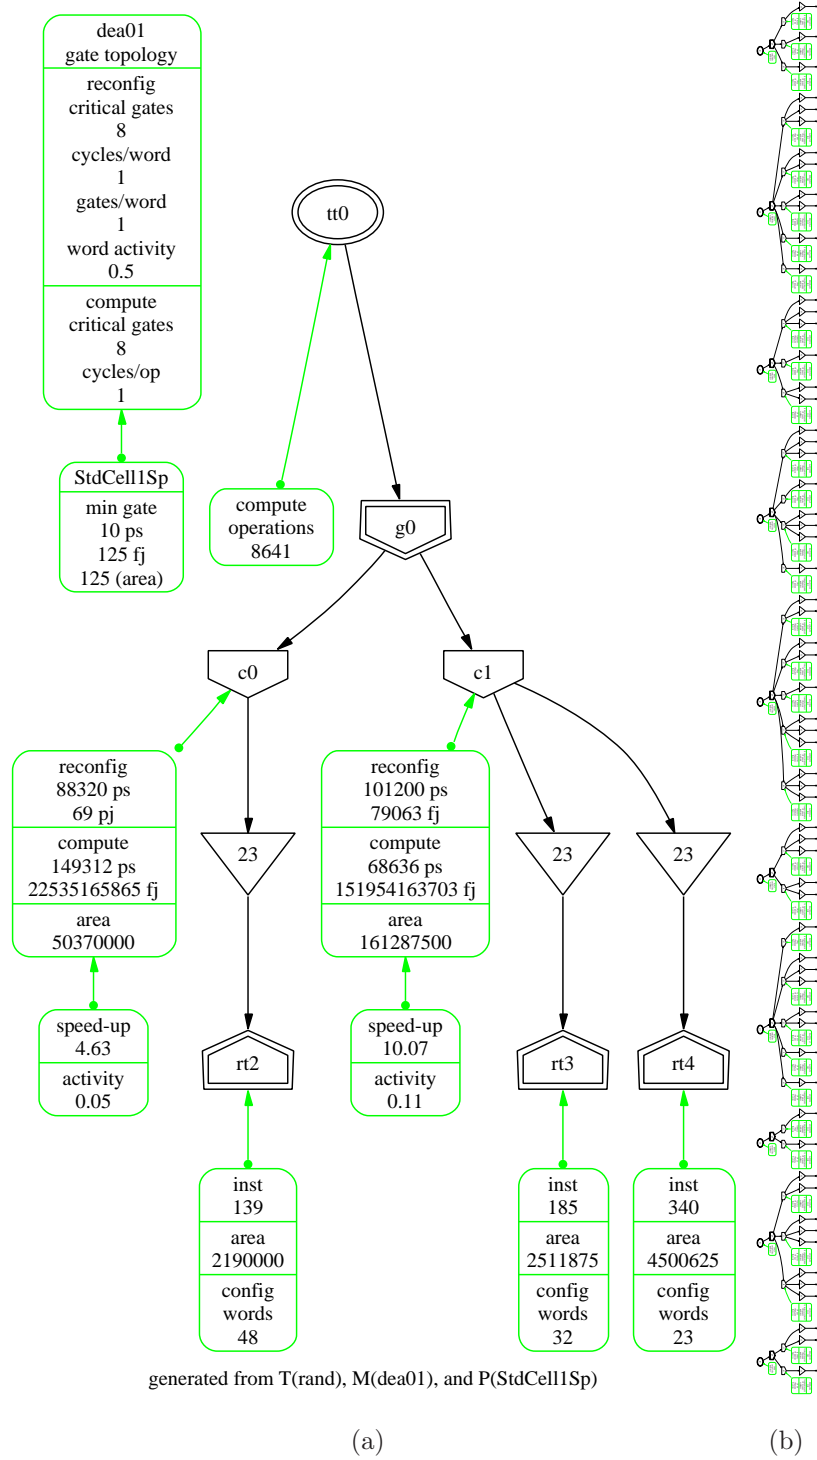 dea01
gate topology
reconfig
critical gates
8
cycles/word
1
gates/word
1
word activity
0.5
compute
critical gates
8
cycles/op
1
StdCell1Sp
min gate
10 ps
125 fj
125 (area)
tt0
compute
operations
8641
g0
c0
c1
reconfig
88320 ps
69 pj
compute
149312 ps
22535165865 fj
area
50370000
speed-up
4.63
activity
0.05
23
rt2
inst
139
area
2190000
config
words
48
reconfig
101200 ps
79063 fj
compute
68636 ps
151954163703 fj
area
161287500
speed-up
10.07
activity
0.11
23
23
rt3
rt4
inst
185
area
2511875
config
words
32
inst
340
area
4500625
config
words
23
generated from T(rand), M(dea01), and P(StdCell1Sp)
(a)
(b)